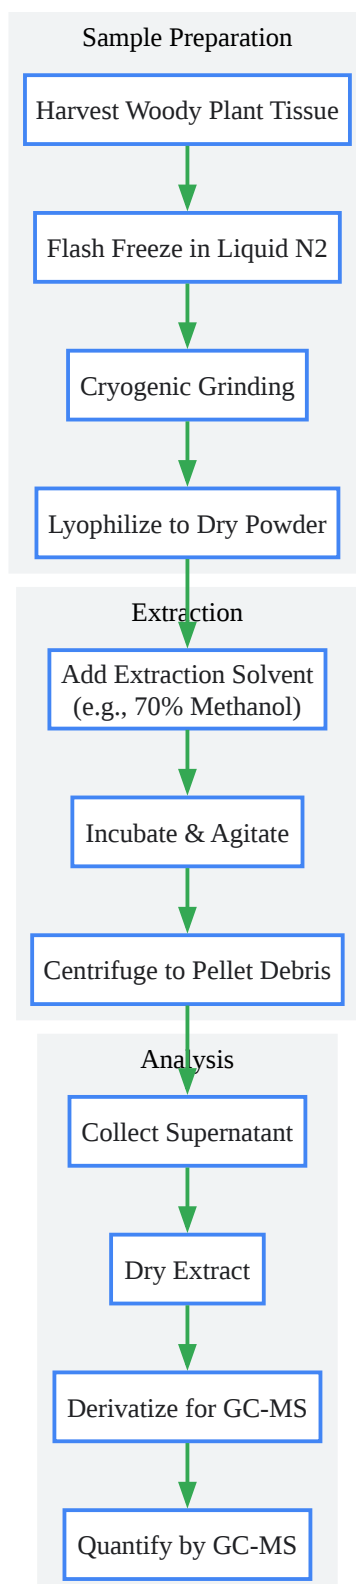 Sample Preparation
Harvest Woody Plant Tissue
Flash Freeze in Liquid N2
Cryogenic Grinding
Lyophilize to Dry Powder
Extraction
Add Extraction Solvent
(e.g., 70% Methanol)
Incubate & Agitate
Centrifuge to Pellet Debris
Analysis
Collect Supernatant
Dry Extract
Derivatize for GC-MS
Quantify by GC-MS